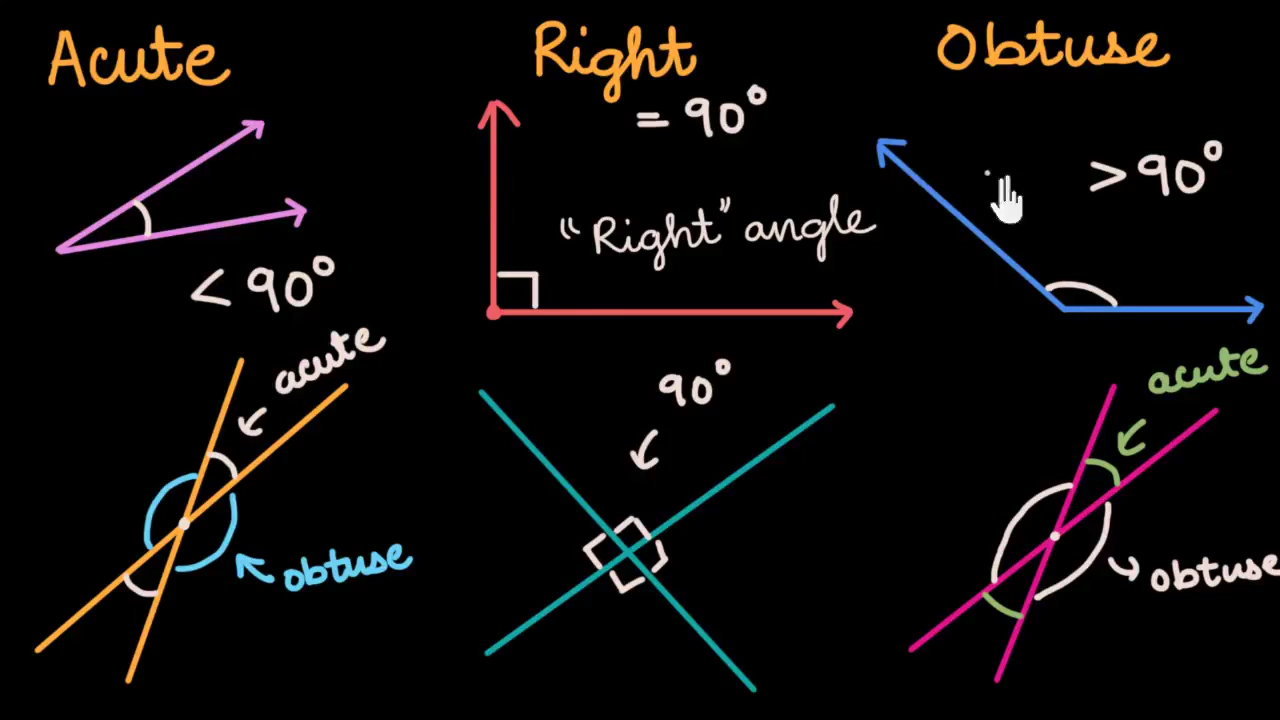 Acute
Right
Obtuse
= 90°
> 90°
"Right" angle
< 90°
acute
90°
acute
obtuse
obtuse